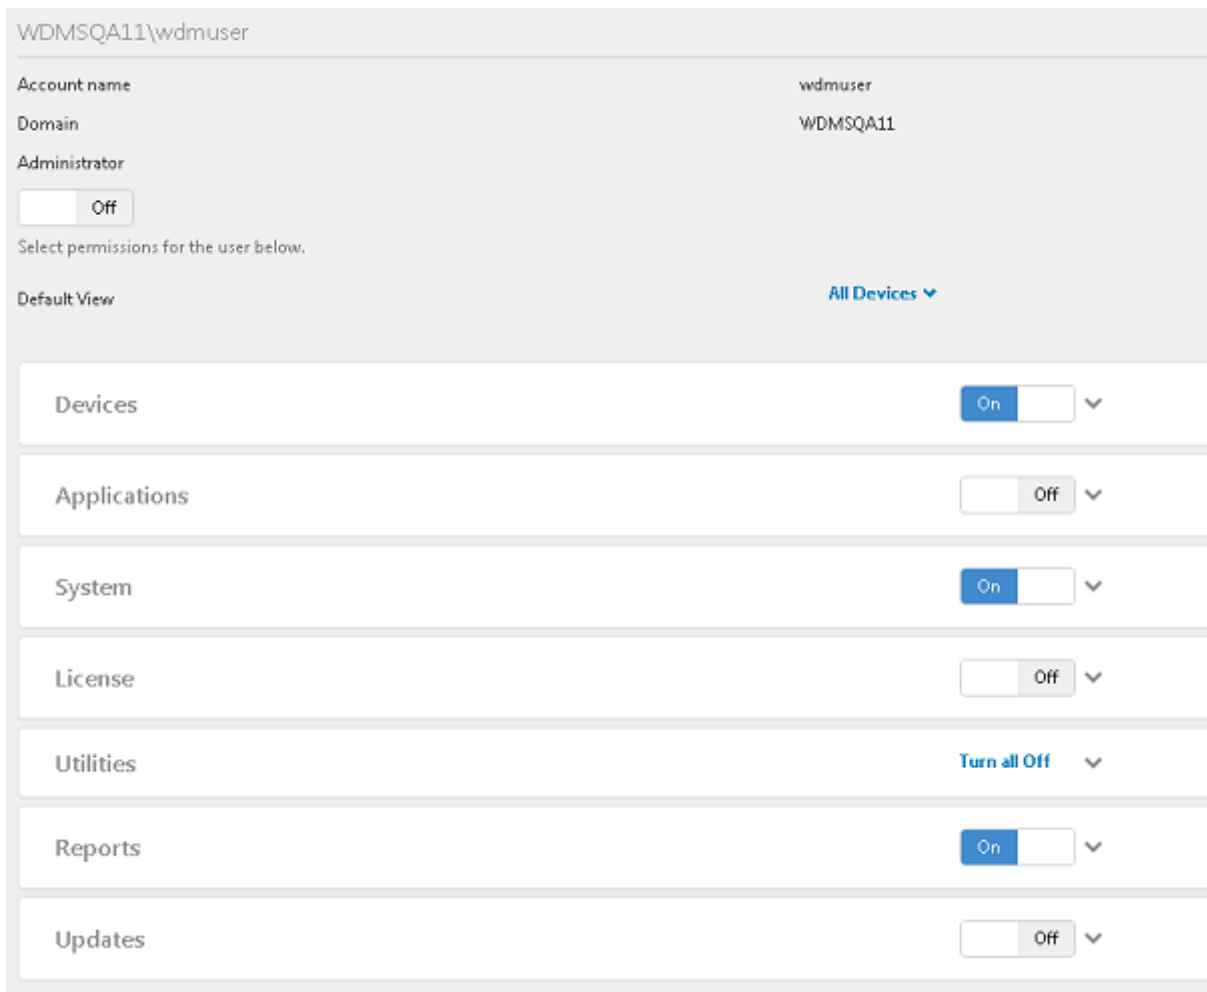 WDMSQA11\wdmuser
Account name wdmuser
Domain WDMSQA11
Administrator
Off
Select permissions for the user below.
Default View All Devices
Devices On
Applications Off
System On
License Off
Utilities Turn all Off
Reports On
Updates Off